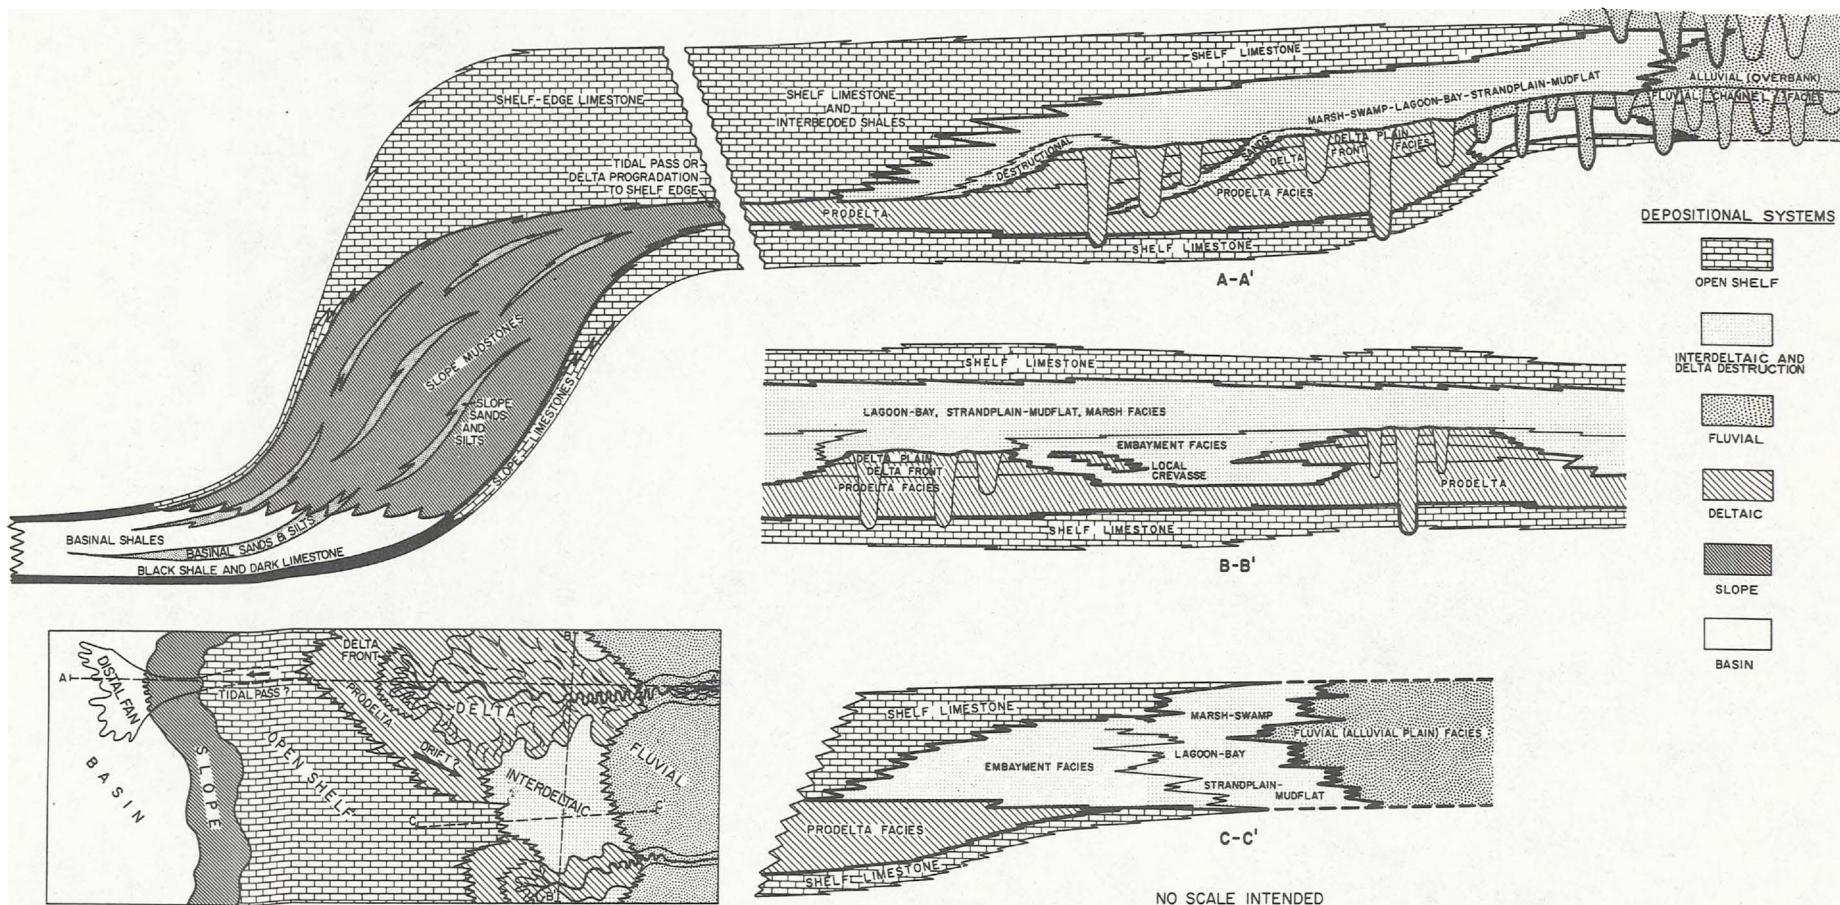 SHELF-EDGE LIMESTONE
TIDAL PASS OR
DELTA PROGRADATION
TO SHELF EDGE
SLOPE MUDSTONES
SLOPE
SANDS
AND
SILTS
SLOPE LIMESTONES
BASINAL SHALES
BASINAL SANDS & SILTS
BLACK SHALE AND DARK LIMESTONE
SHELF LIMESTONE
SHELF LIMESTONE
AND
INTERBEDDED SHALES
MARSH-SWAMP-LAGOON-BAY-STRANDPLAIN-MUDFLAT
ALLUVIAL (OVERBANK)
FLUVIAL (CHANNEL) FACIES
DESTRUCTIONAL
SANDS
DELTA PLAIN
FACIES
DELTA
FRONT
PRODELTA FACIES
PRODELTA
SHELF LIMESTONE
A-A'
SHELF LIMESTONE
LAGOON-BAY, STRANDPLAIN-MUDFLAT, MARSH FACIES
EMBAYMENT FACIES
DELTA PLAIN
DELTA FRONT
PRODELTA FACIES
LOCAL
CREVASSE
PRODELTA
SHELF LIMESTONE
B-B'
DEPOSITIONAL SYSTEMS
OPEN SHELF
INTERDELTAIC AND
DELTA DESTRUCTION
FLUVIAL
DELTAIC
SLOPE
BASIN
A
DISTAL FAN
BASIN
SLOPE
TIDAL PASS ?
OPEN SHELF
DELTA
FRONT
PRODELTA
DELTA
DRIFT?
INTERDELTAIC
FLUVIAL
B'
C
C'
B
SHELF LIMESTONE
MARSH-SWAMP
FLUVIAL (ALLUVIAL PLAIN) FACIES
LAGOON-BAY
EMBAYMENT FACIES
STRANDPLAIN-
MUDFLAT
PRODELTA FACIES
SHELF LIMESTONE
C-C'
NO SCALE INTENDED